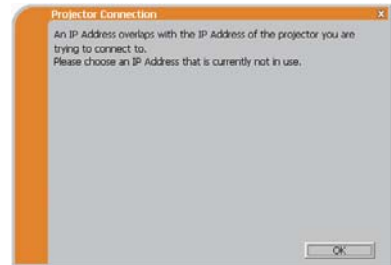 Projector Connection
An IP Address overlaps with the IP Address of the projector you are
trying to connect to.
Please choose an IP Address that is currently not in use.
OK